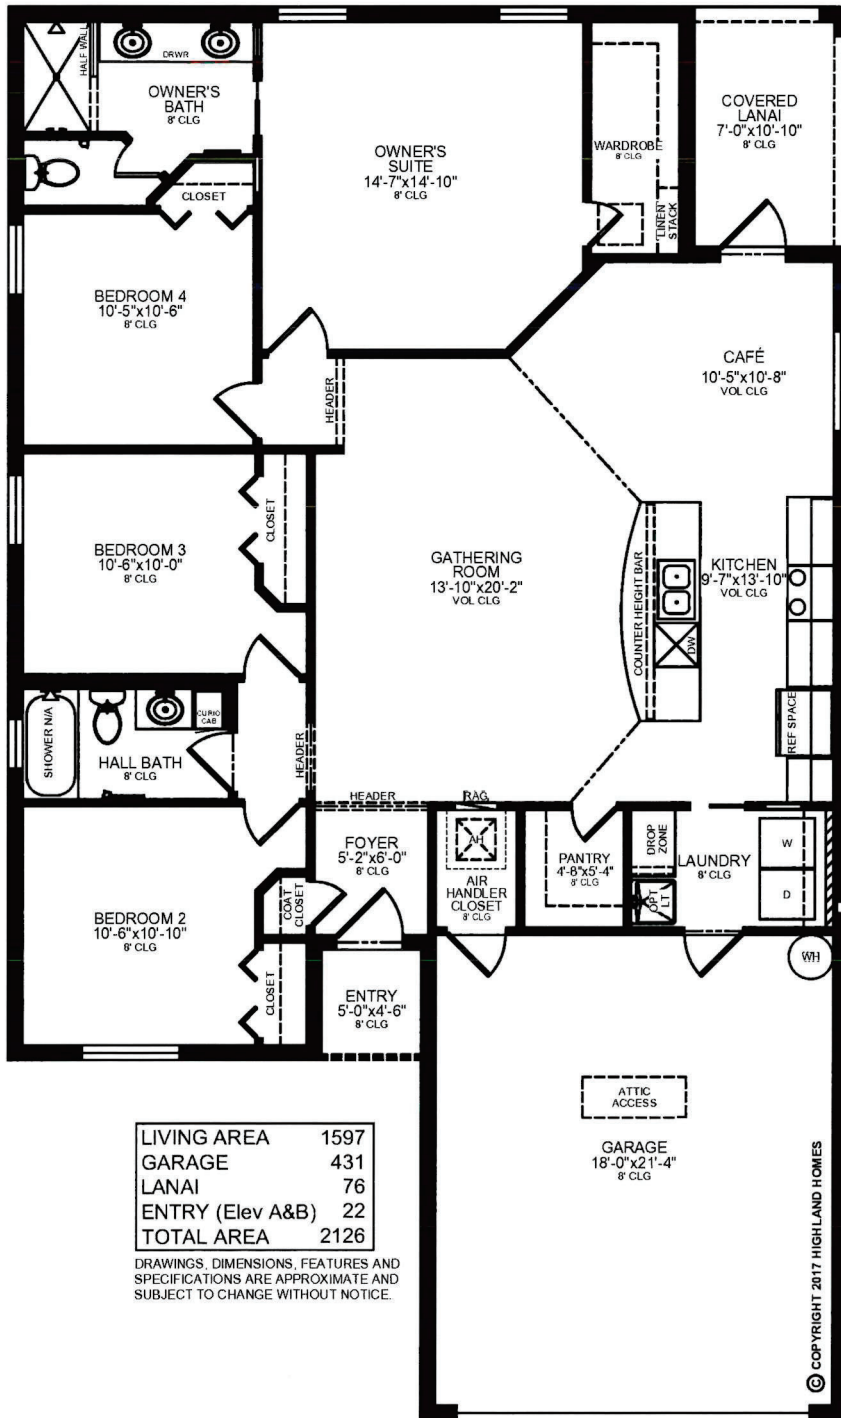 HALF WALL
DRWR
OWNER'S
BATH
8' CLG
CLOSET
OWNER'S
SUITE
14'-7"x14'-10"
8' CLG
WARDROBE
8' CLG
LINEN
STACK
COVERED
LANAI
7'-0"x10'-10"
8' CLG
BEDROOM 4
10'-5"x10'-6"
8' CLG
HEADER
CAFÉ
10'-5"x10'-8"
VOL CLG
BEDROOM 3
10'-6"x10'-0"
8' CLG
CLOSET
GATHERING
ROOM
13'-10"x20'-2"
VOL CLG
COUNTER HEIGHT BAR
DW
KITCHEN
9'-7"x13'-10"
VOL CLG
REF SPACE
SHOWER N/A
CURIO
CAB
HALL BATH
8' CLG
HEADER
HEADER
RAG
FOYER
5'-2"x6'-0"
8' CLG
AH
AIR
HANDLER
CLOSET
8' CLG
PANTRY
4'-8"x5'-4"
8' CLG
DROP
ZONE
OPT
LT
LAUNDRY
8' CLG
W
D
COAT
CLOSET
BEDROOM 2
10'-6"x10'-10"
8' CLG
CLOSET
ENTRY
5'-0"x4'-6"
8' CLG
WH
ATTIC
ACCESS
GARAGE
18'-0"x21'-4"
8' CLG
LIVING AREA 1597
GARAGE 431
LANAI 76
ENTRY (Elev A&B) 22
TOTAL AREA 2126
DRAWINGS, DIMENSIONS, FEATURES AND
SPECIFICATIONS ARE APPROXIMATE AND
SUBJECT TO CHANGE WITHOUT NOTICE.
© COPYRIGHT 2017 HIGHLAND HOMES